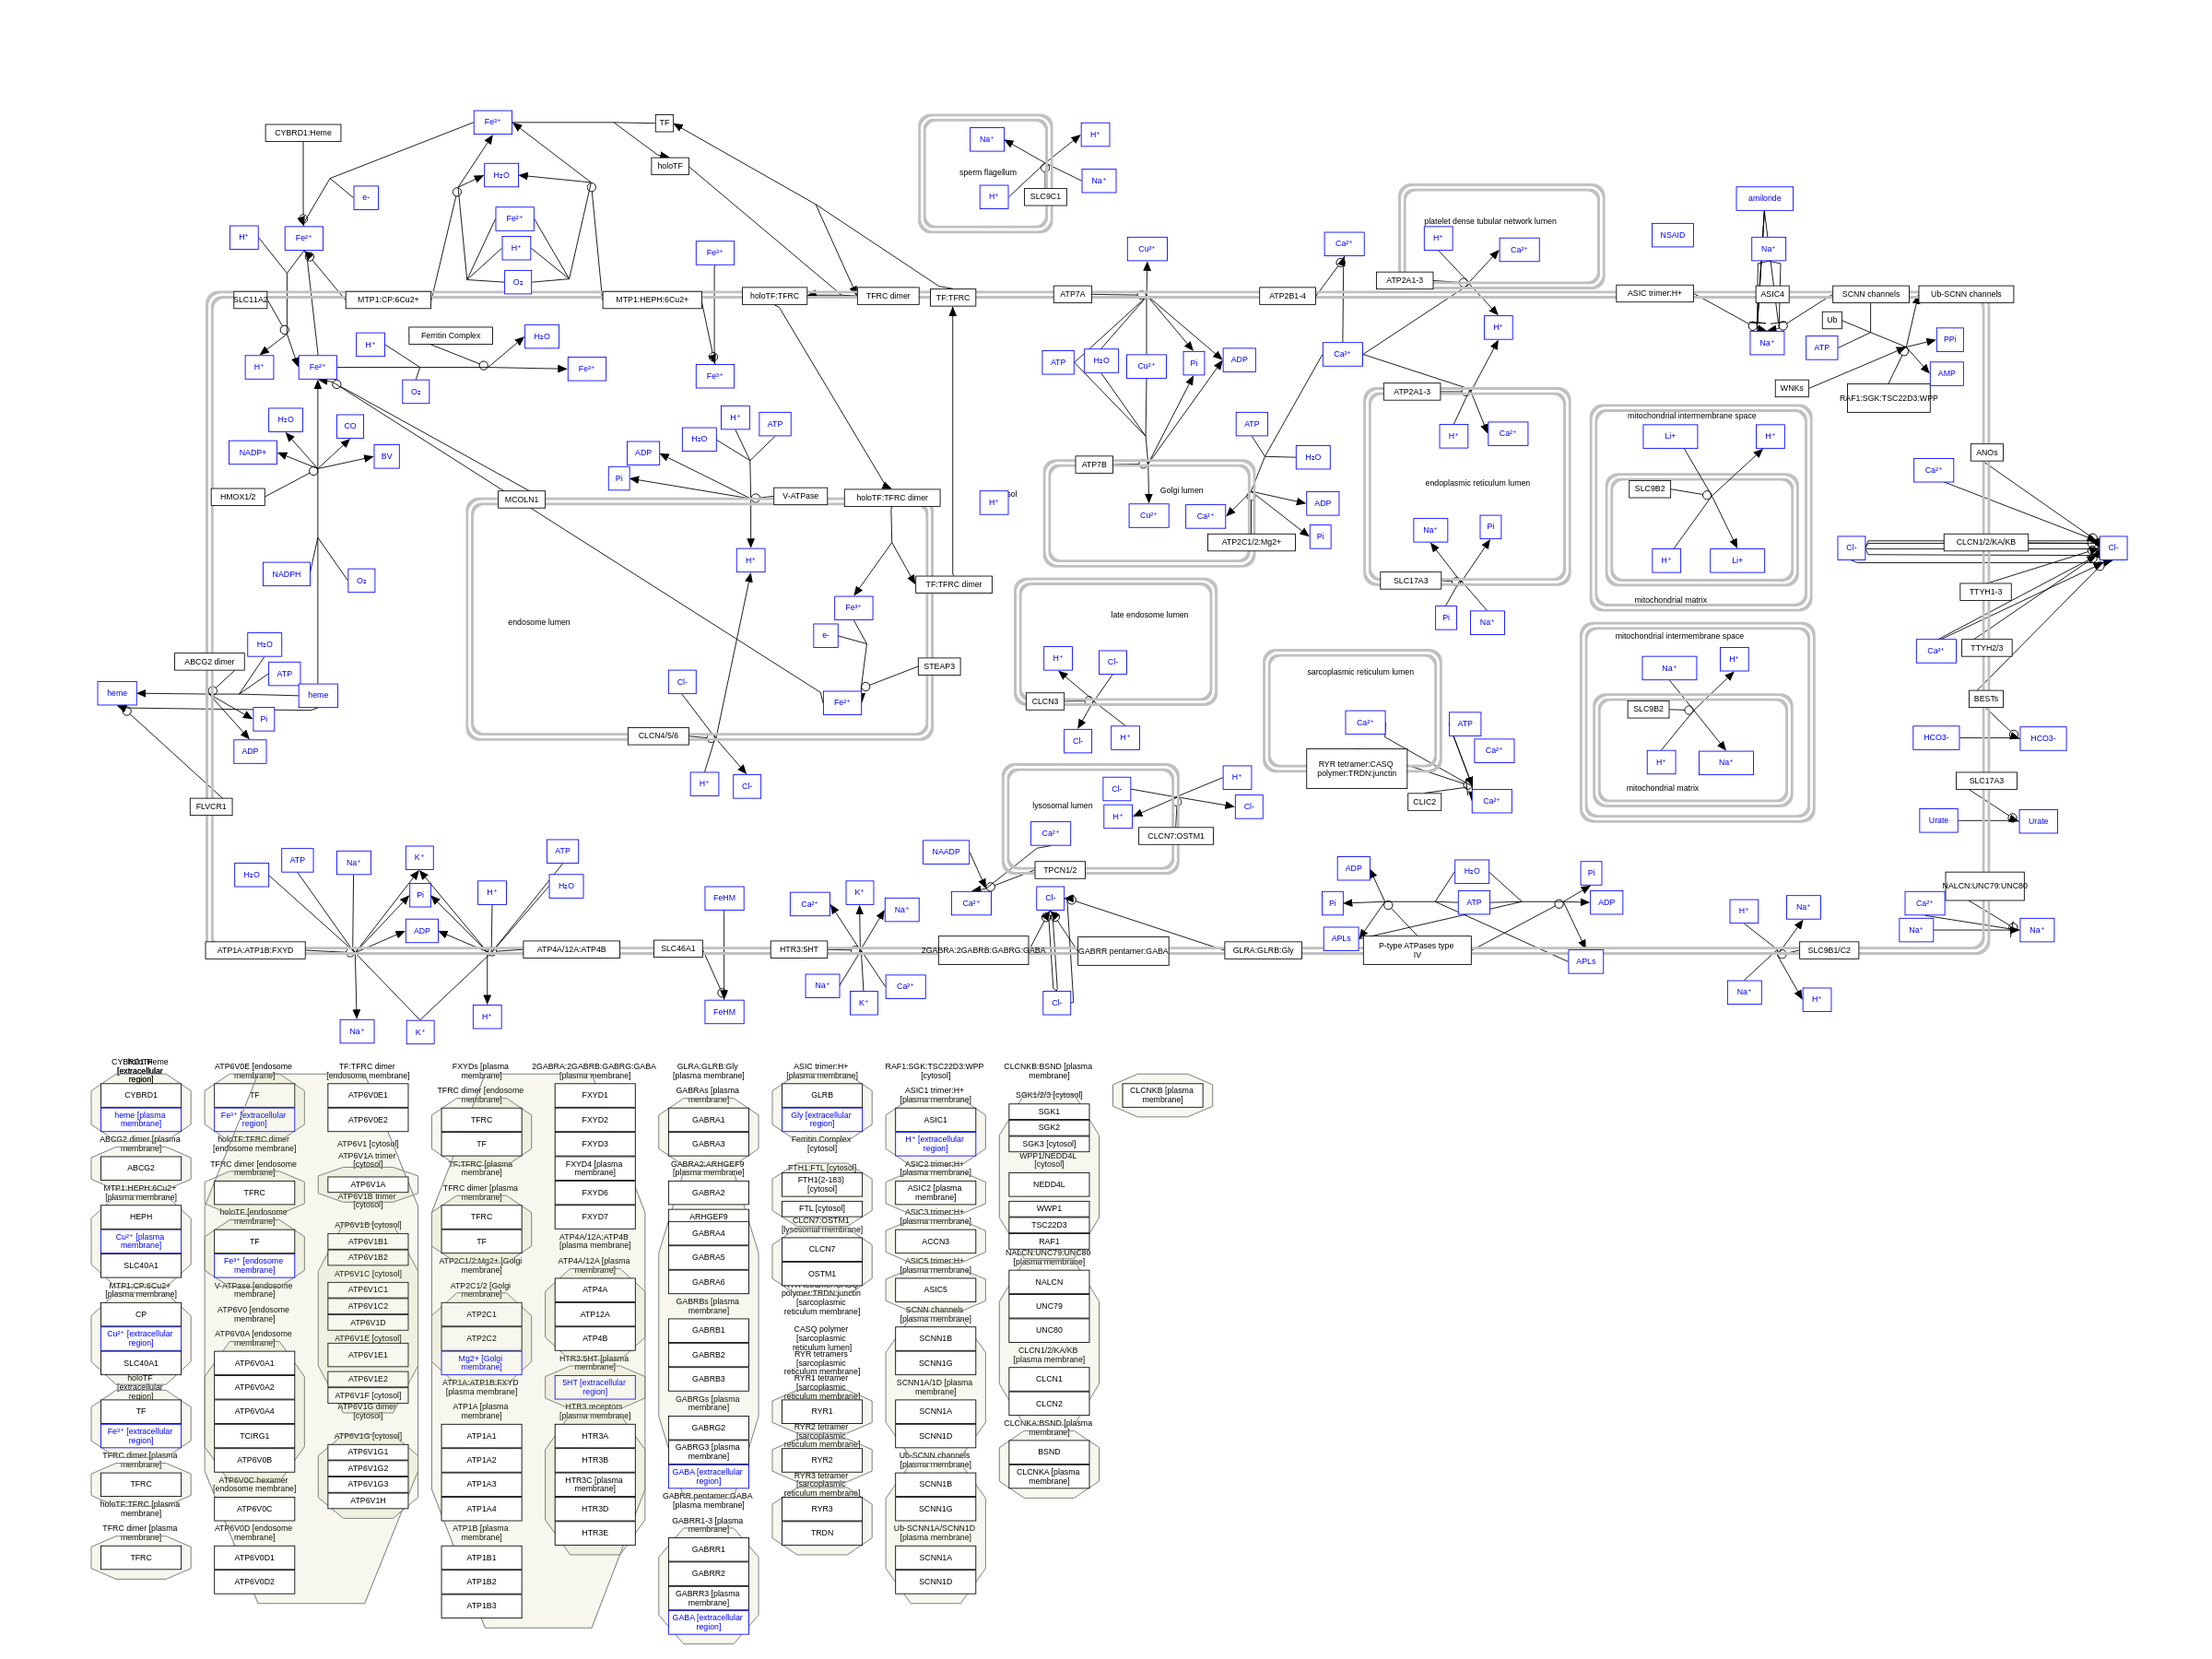 CYBRD1:Heme
Fe³⁺
TF
holoTF
e-
H₂O
Fe²⁺
H⁺
O₂
H⁺
Fe²⁺
Fe³⁺
Na⁺
H⁺
sperm flagellum
H⁺
SLC9C1
Na⁺
Cu²⁺
Ca²⁺
platelet dense tubular network lumen
H⁺
Ca²⁺
ATP2A1-3
NSAID
amiloride
Na⁺
SLC11A2
MTP1:CP:6Cu2+
MTP1:HEPH:6Cu2+
holoTF:TFRC
TFRC dimer
TF:TFRC
ATP7A
ATP2B1-4
ASIC trimer:H+
ASIC4
SCNN channels
Ub-SCNN channels
H⁺
Fe²⁺
H⁺
O₂
Ferritin Complex
H₂O
Fe³⁺
Fe³⁺
ATP
H₂O
Cu²⁺
Pi
ADP
Ca²⁺
H⁺
Na⁺
Ub
ATP
PPi
AMP
WNKs
RAF1:SGK:TSC22D3:WPP
H₂O
CO
NADP+
BV
HMOX1/2
NADPH
O₂
ADP
Pi
H₂O
H⁺
ATP
V-ATPase
MCOLN1
holoTF:TFRC dimer
H⁺
sol
ATP7B
Golgi lumen
Cu²⁺
Ca²⁺
ATP
H₂O
ADP
Pi
ATP2C1/2:Mg2+
ATP2A1-3
H⁺
Ca²⁺
endoplasmic reticulum lumen
Na⁺
Pi
SLC17A3
Pi
Na⁺
mitochondrial intermembrane space
Li+
H⁺
SLC9B2
H⁺
Li+
mitochondrial matrix
ANOs
Ca²⁺
Cl-
CLCN1/2/KA/KB
Cl-
TTYH1-3
Ca²⁺
TTYH2/3
BESTs
HCO3-
HCO3-
SLC17A3
Urate
Urate
endosome lumen
H⁺
TF:TFRC dimer
Fe³⁺
e-
STEAP3
Fe²⁺
Cl-
CLCN4/5/6
H⁺
Cl-
ABCG2 dimer
H₂O
ATP
heme
heme
Pi
ADP
FLVCR1
late endosome lumen
H⁺
Cl-
CLCN3
Cl-
H⁺
sarcoplasmic reticulum lumen
Ca²⁺
ATP
Ca²⁺
RYR tetramer:CASQ
polymer:TRDN:junctin
CLIC2
Ca²⁺
mitochondrial intermembrane space
Na⁺
H⁺
SLC9B2
H⁺
Na⁺
mitochondrial matrix
lysosomal lumen
Cl-
H⁺
H⁺
Cl-
CLCN7:OSTM1
Ca²⁺
TPCN1/2
NAADP
Ca²⁺
H₂O
ATP
Na⁺
K⁺
Pi
ADP
H⁺
ATP
H₂O
ATP1A:ATP1B:FXYD
ATP4A/12A:ATP4B
Na⁺
K⁺
H⁺
FeHM
SLC46A1
FeHM
Ca²⁺
K⁺
Na⁺
HTR3:5HT
Na⁺
K⁺
Ca²⁺
Cl-
2GABRA:2GABRB:GABRG:GABA
GABRR pentamer:GABA
Cl-
GLRA:GLRB:Gly
ADP
Pi
APLs
H₂O
ATP
P-type ATPases type
IV
Pi
ADP
APLs
H⁺
Na⁺
SLC9B1/C2
Na⁺
H⁺
NALCN:UNC79:UNC80
Ca²⁺
Na⁺
Na⁺
CYBRD1:Heme
holoTF
[extracellular
region]
CYBRD1
heme [plasma
membrane]
ABCG2 dimer [plasma
membrane]
ABCG2
MTP1:HEPH:6Cu2+
[plasma membrane]
HEPH
Cu²⁺ [plasma
membrane]
SLC40A1
MTP1:CP:6Cu2+
[plasma membrane]
CP
Cu²⁺ [extracellular
region]
SLC40A1
holoTF
[extracellular
region]
TF
Fe³⁺ [extracellular
region]
TFRC dimer [plasma
membrane]
TFRC
holoTF:TFRC [plasma
membrane]
TFRC dimer [plasma
membrane]
TFRC
ATP6V0E [endosome
membrane]
TF
Fe³⁺ [extracellular
region]
holoTF:TFRC dimer
[endosome membrane]
TFRC dimer [endosome
membrane]
TFRC
holoTF [endosome
membrane]
TF
Fe³⁺ [endosome
membrane]
V-ATPase [endosome
membrane]
ATP6V0 [endosome
membrane]
ATP6V0A [endosome
membrane]
ATP6V0A1
ATP6V0A2
ATP6V0A4
TCIRG1
ATP6V0B
ATP6V0C hexamer
[endosome membrane]
ATP6V0C
ATP6V0D [endosome
membrane]
ATP6V0D1
ATP6V0D2
TF:TFRC dimer
[endosome membrane]
ATP6V0E1
ATP6V0E2
ATP6V1 [cytosol]
ATP6V1A trimer
[cytosol]
ATP6V1A
ATP6V1B trimer
[cytosol]
ATP6V1B [cytosol]
ATP6V1B1
ATP6V1B2
ATP6V1C [cytosol]
ATP6V1C1
ATP6V1C2
ATP6V1D
ATP6V1E [cytosol]
ATP6V1E1
ATP6V1E2
ATP6V1F [cytosol]
ATP6V1G dimer
[cytosol]
ATP6V1G [cytosol]
ATP6V1G1
ATP6V1G2
ATP6V1G3
ATP6V1H
FXYDs [plasma
membrane]
TFRC dimer [endosome
membrane]
TFRC
TF
TF:TFRC [plasma
membrane]
TFRC dimer [plasma
membrane]
TFRC
TF
ATP2C1/2:Mg2+ [Golgi
membrane]
ATP2C1/2 [Golgi
membrane]
ATP2C1
ATP2C2
Mg2+ [Golgi
membrane]
ATP1A:ATP1B:FXYD
[plasma membrane]
ATP1A [plasma
membrane]
ATP1A1
ATP1A2
ATP1A3
ATP1A4
ATP1B [plasma
membrane]
ATP1B1
ATP1B2
ATP1B3
2GABRA:2GABRB:GABRG:GABA
[plasma membrane]
FXYD1
FXYD2
FXYD3
FXYD4 [plasma
membrane]
FXYD6
FXYD7
ATP4A/12A:ATP4B
[plasma membrane]
ATP4A/12A [plasma
membrane]
ATP4A
ATP12A
ATP4B
HTR3:5HT [plasma
membrane]
5HT [extracellular
region]
HTR3 receptors
[plasma membrane]
HTR3A
HTR3B
HTR3C [plasma
membrane]
HTR3D
HTR3E
GLRA:GLRB:Gly
[plasma membrane]
GABRAs [plasma
membrane]
GABRA1
GABRA3
GABRA2:ARHGEF9
[plasma membrane]
GABRA2
ARHGEF9
GABRA4
GABRA5
GABRA6
GABRBs [plasma
membrane]
GABRB1
GABRB2
GABRB3
GABRGs [plasma
membrane]
GABRG2
GABRG3 [plasma
membrane]
GABA [extracellular
region]
GABRR pentamer:GABA
[plasma membrane]
GABRR1-3 [plasma
membrane]
GABRR1
GABRR2
GABRR3 [plasma
membrane]
GABA [extracellular
region]
ASIC trimer:H+
[plasma membrane]
GLRB
Gly [extracellular
region]
Ferritin Complex
[cytosol]
FTH1:FTL [cytosol]
FTH1(2-183)
[cytosol]
FTL [cytosol]
CLCN7:OSTM1
[lysosomal membrane]
CLCN7
OSTM1
polymer:TRDN:junctin
[sarcoplasmic
reticulum membrane]
CASQ polymer
[sarcoplasmic
reticulum lumen]
RYR tetramers
[sarcoplasmic
reticulum membrane]
RYR1 tetramer
[sarcoplasmic
reticulum membrane]
RYR1
RYR2 tetramer
[sarcoplasmic
reticulum membrane]
RYR2
RYR3 tetramer
[sarcoplasmic
reticulum membrane]
RYR3
TRDN
RAF1:SGK:TSC22D3:WPP
[cytosol]
ASIC1 trimer:H+
[plasma membrane]
ASIC1
H⁺ [extracellular
region]
ASIC2 trimer:H+
[plasma membrane]
ASIC2 [plasma
membrane]
ASIC3 trimer:H+
[plasma membrane]
ACCN3
ASIC5 trimer:H+
[plasma membrane]
ASIC5
SCNN channels
[plasma membrane]
SCNN1B
SCNN1G
SCNN1A/1D [plasma
membrane]
SCNN1A
SCNN1D
Ub-SCNN channels
[plasma membrane]
SCNN1B
SCNN1G
Ub-SCNN1A/SCNN1D
[plasma membrane]
SCNN1A
SCNN1D
CLCNKB:BSND [plasma
membrane]
SGK1/2/3 [cytosol]
SGK1
SGK2
SGK3 [cytosol]
WPP1/NEDD4L
[cytosol]
NEDD4L
WWP1
TSC22D3
RAF1
NALCN:UNC79:UNC80
[plasma membrane]
NALCN
UNC79
UNC80
CLCN1/2/KA/KB
[plasma membrane]
CLCN1
CLCN2
CLCNKA:BSND [plasma
membrane]
BSND
CLCNKA [plasma
membrane]
CLCNKB [plasma
membrane]